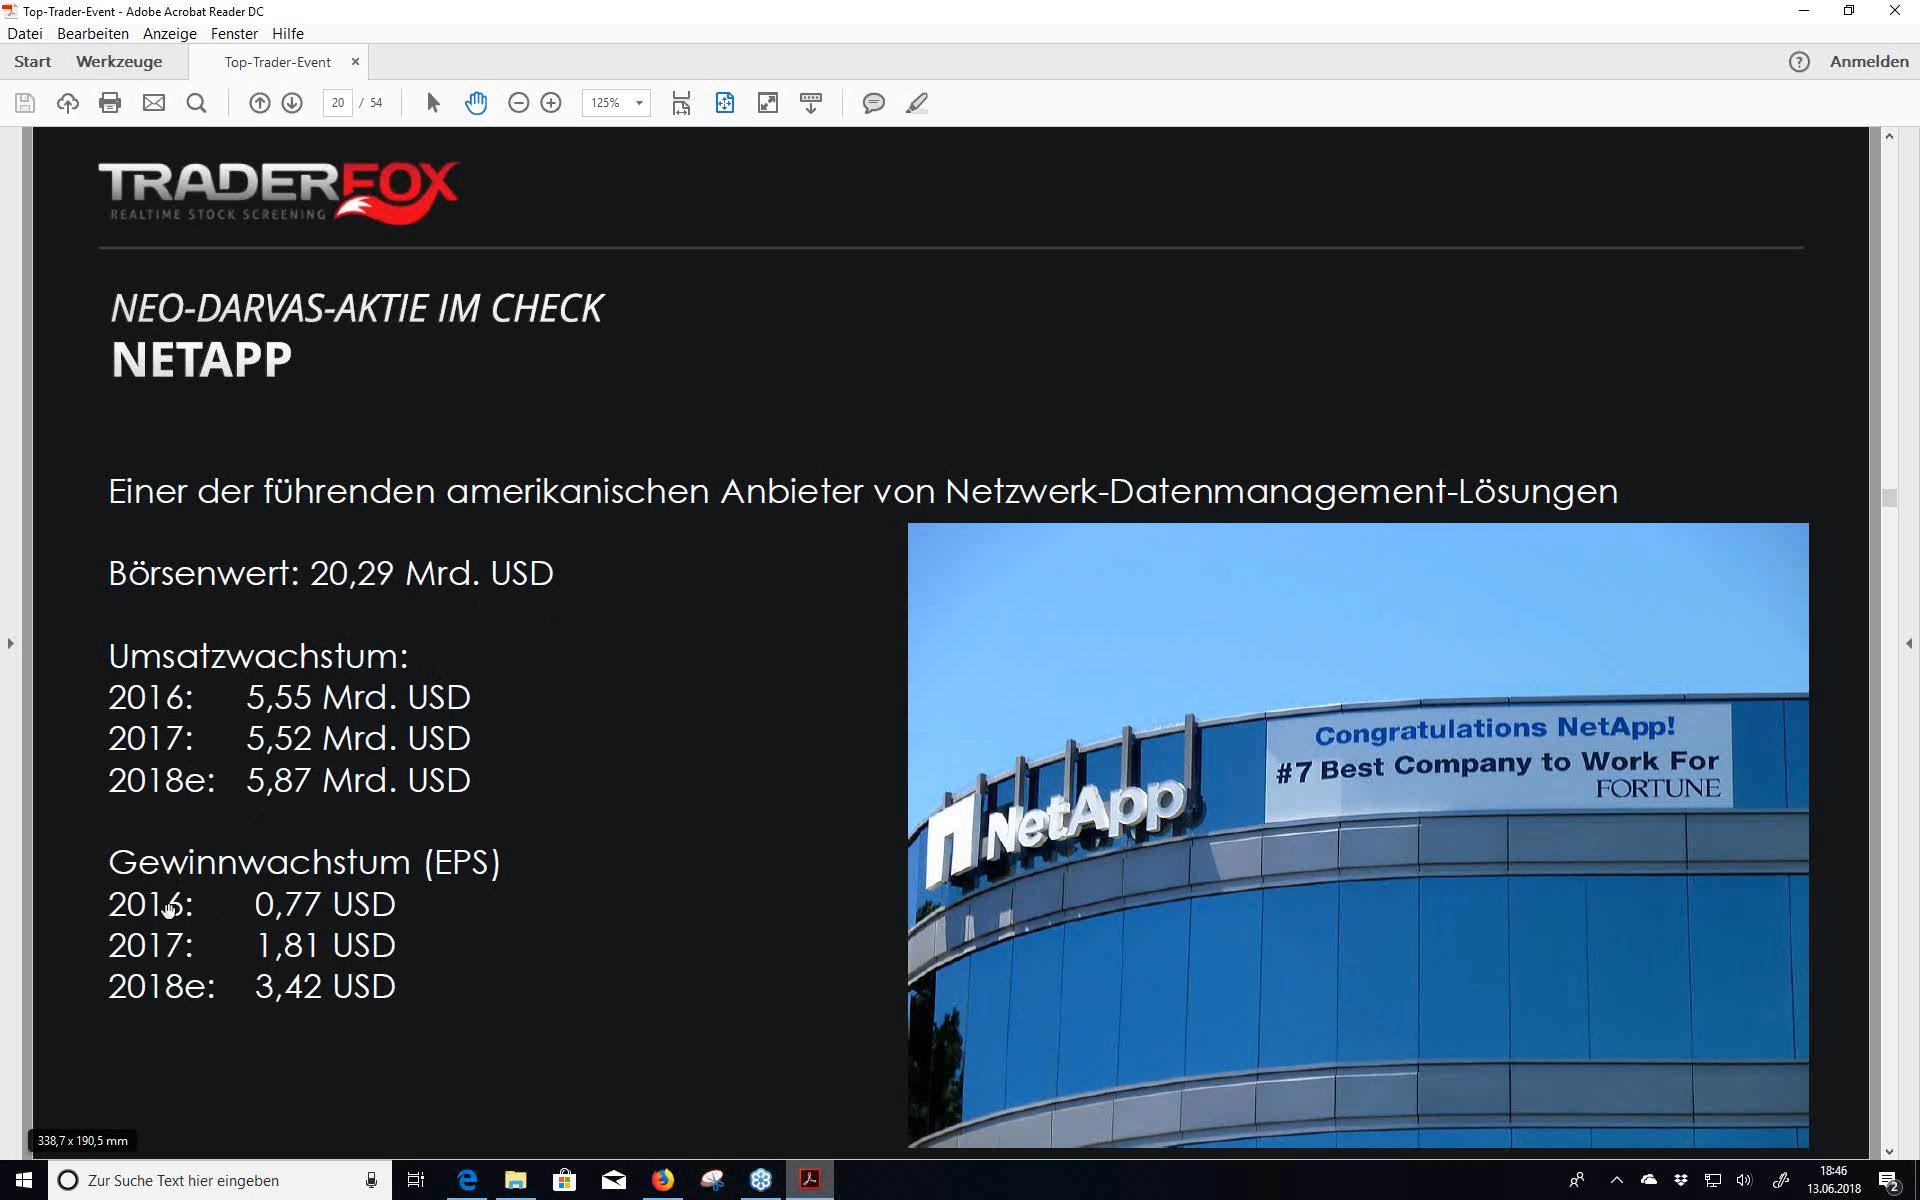 Top-Trader-Event - Adobe Acrobat Reader DC
Datei Bearbeiten Anzeige Fenster Hilfe
Start Werkzeuge Top-Trader-Event Anmelden
20 / 54 125%
TRADERFOX
REALTIME STOCK SCREENING
NEO-DARVAS-AKTIE IM CHECK
NETAPP
Einer der führenden amerikanischen Anbieter von Netzwerk-Datenmanagement-Lösungen
Börsenwert: 20,29 Mrd. USD
Umsatzwachstum:
2016: 5,55 Mrd. USD
2017: 5,52 Mrd. USD
2018e: 5,87 Mrd. USD
Gewinnwachstum (EPS)
2016: 0,77 USD
2017: 1,81 USD
2018e: 3,42 USD
Congratulations NetApp!
#7 Best Company to Work For
FORTUNE
NetApp
338,7 x 190,5 mm
Zur Suche Text hier eingeben
18:46
13.06.2018
2